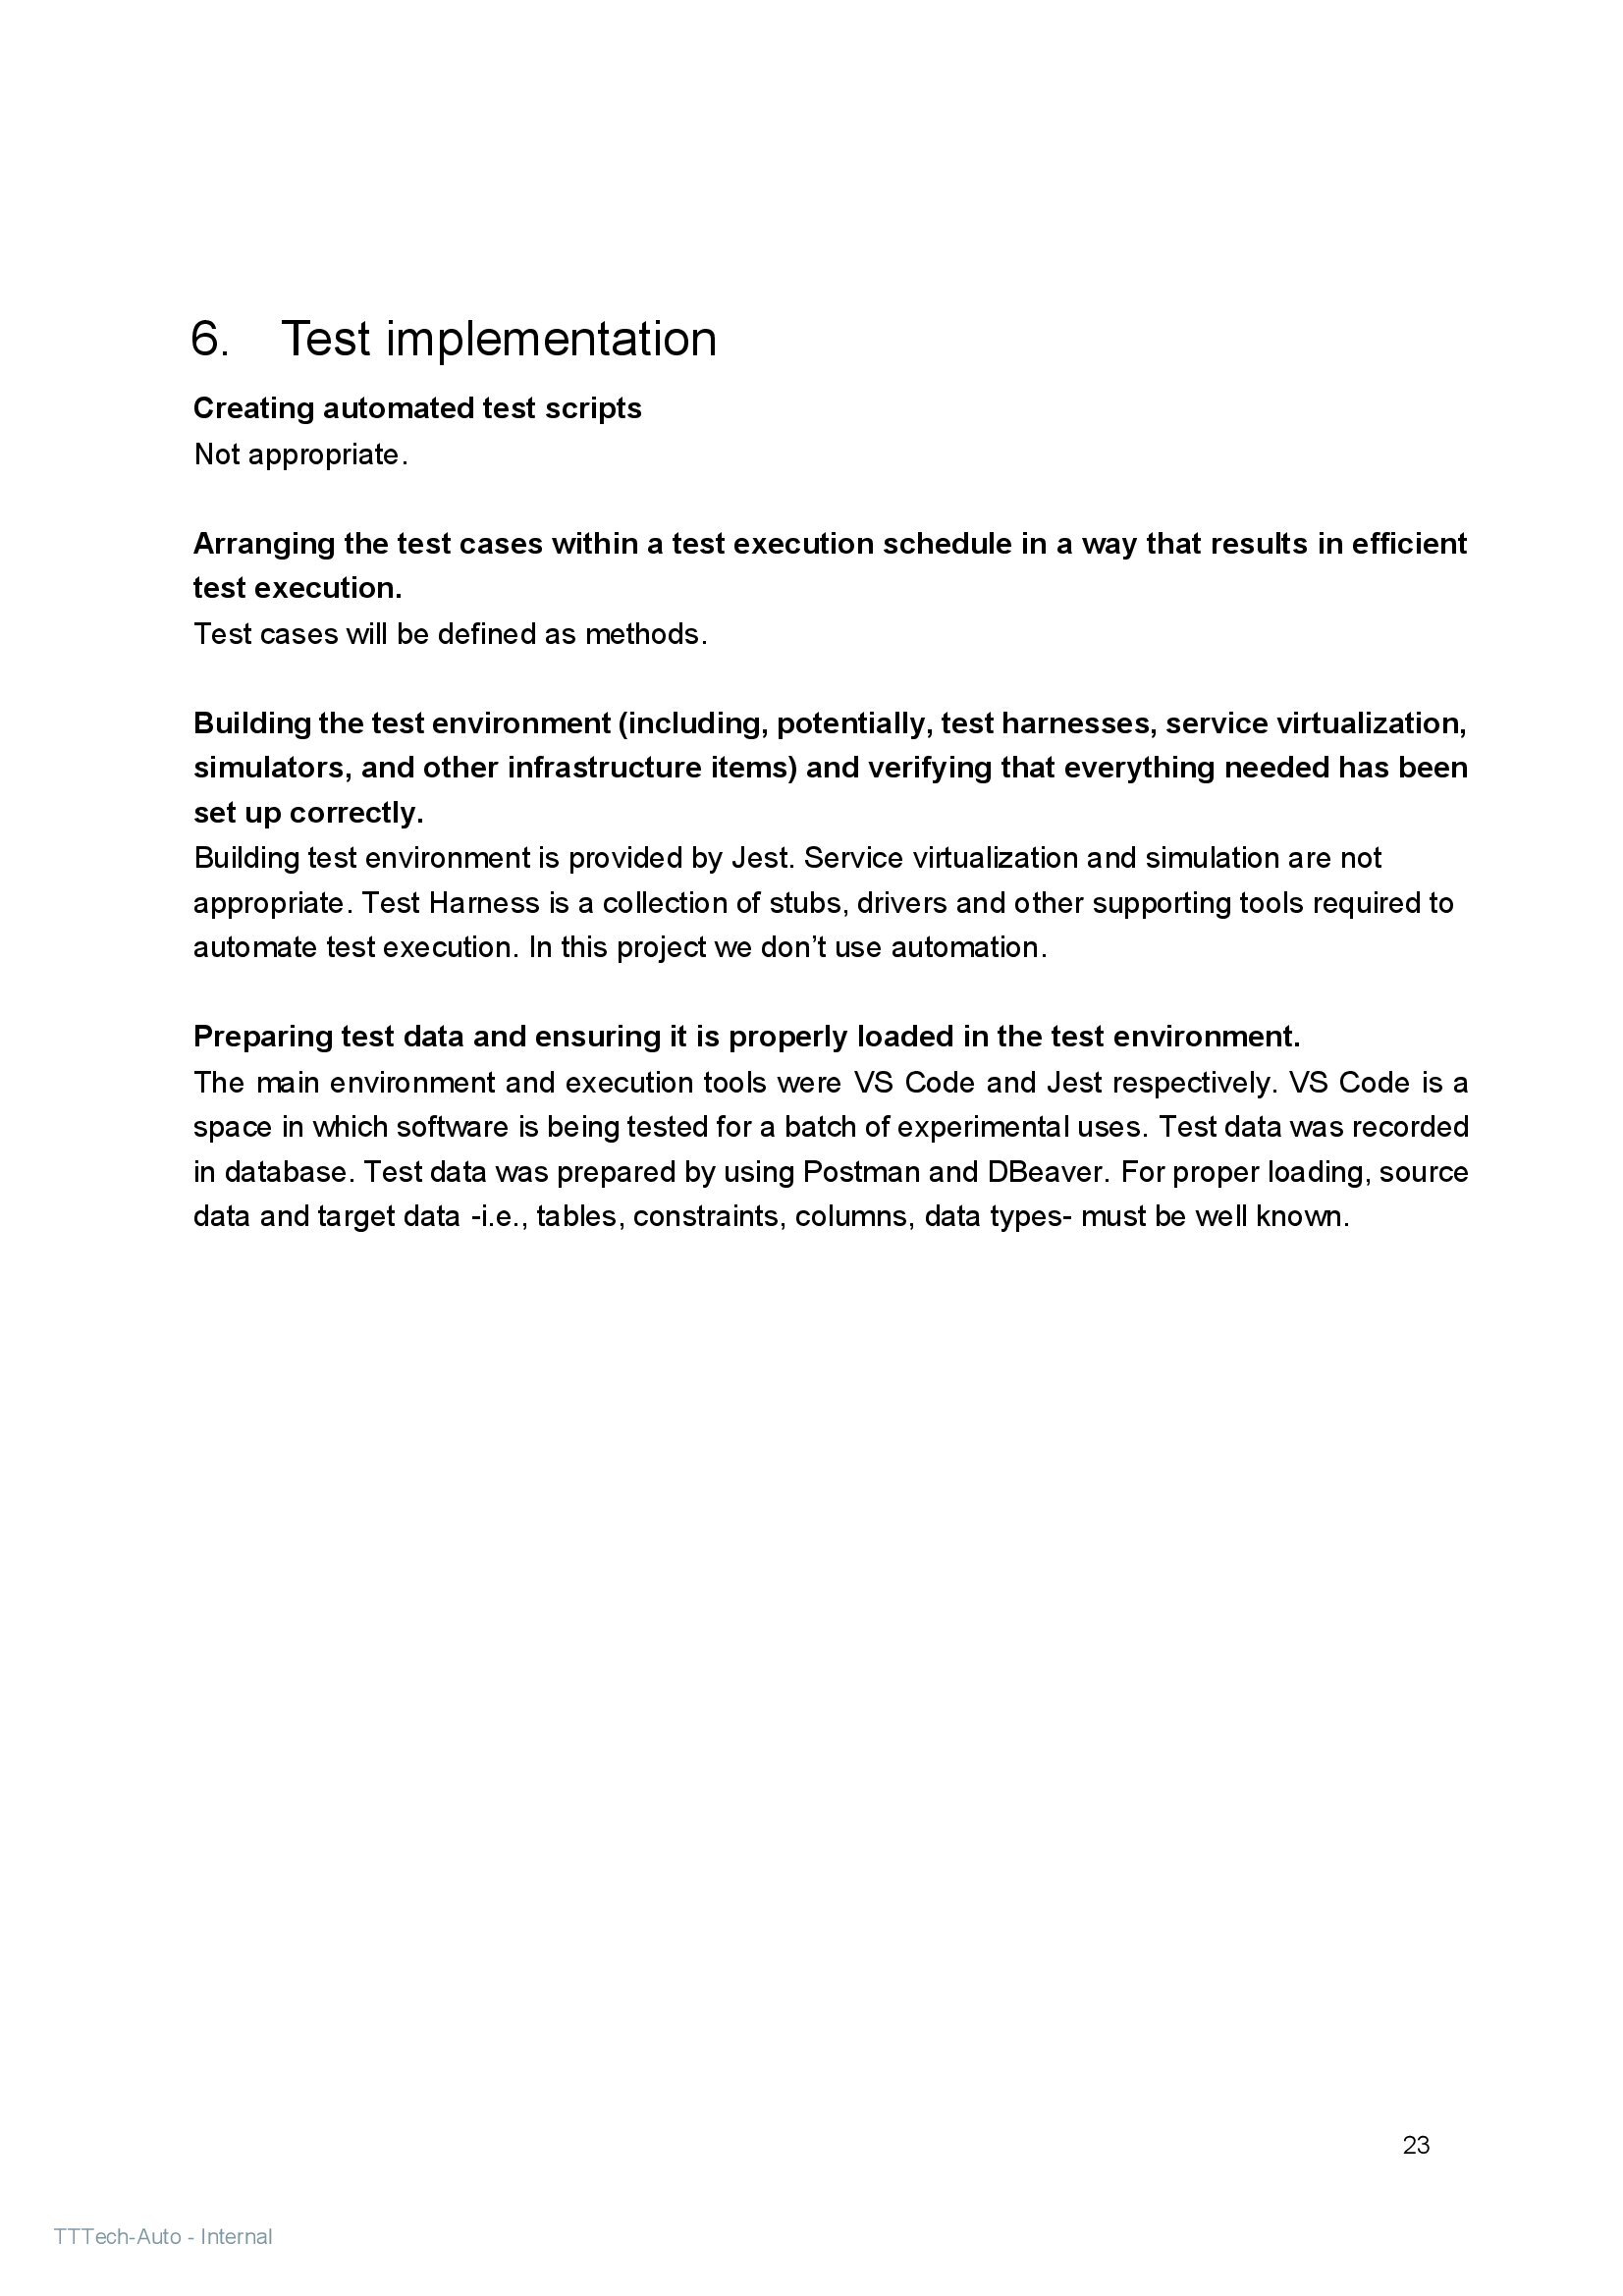 6. Test implementation
Creating automated test scripts
Not appropriate.
Arranging the test cases within a test execution schedule in a way that results in efficient
test execution.
Test cases will be defined as methods.
Building the test environment (including, potentially, test harnesses, service virtualization,
simulators, and other infrastructure items) and verifying that everything needed has been
set up correctly.
Building test environment is provided by Jest. Service virtualization and simulation are not
appropriate. Test Harness is a collection of stubs, drivers and other supporting tools required to
automate test execution. In this project we don’t use automation.
Preparing test data and ensuring it is properly loaded in the test environment.
The main environment and execution tools were VS Code and Jest respectively. VS Code is a
space in which software is being tested for a batch of experimental uses. Test data was recorded
in database. Test data was prepared by using Postman and DBeaver. For proper loading, source
data and target data -i.e., tables, constraints, columns, data types- must be well known.
23
TTTech-Auto - Internal